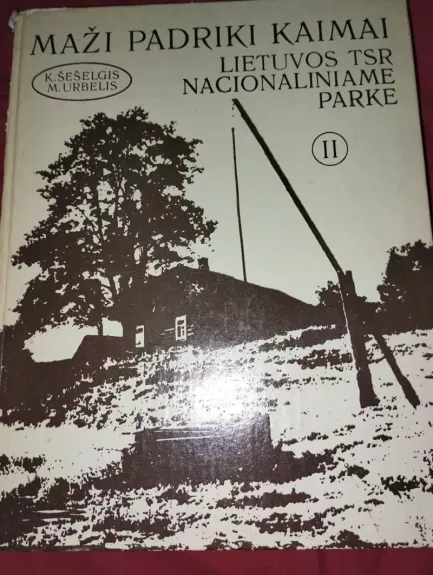 MAŽI PADRIKI KAIMAI
K. ŠEŠELGIS
M. URBELIS
LIETUVOS TSR
NACIONALINIAME
PARKE
II